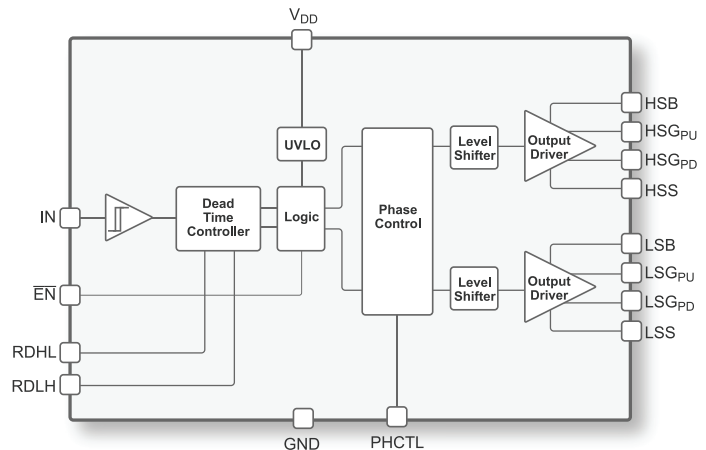 VDD
UVLO
IN
Dead
Time
Controller
Logic
Phase
Control
Level
Shifter
Output
Driver
HSB
HSGPU
HSGPD
HSS
EN
Level
Shifter
Output
Driver
LSB
LSGPU
LSGPD
LSS
RDHL
RDLH
GND
PHCTL